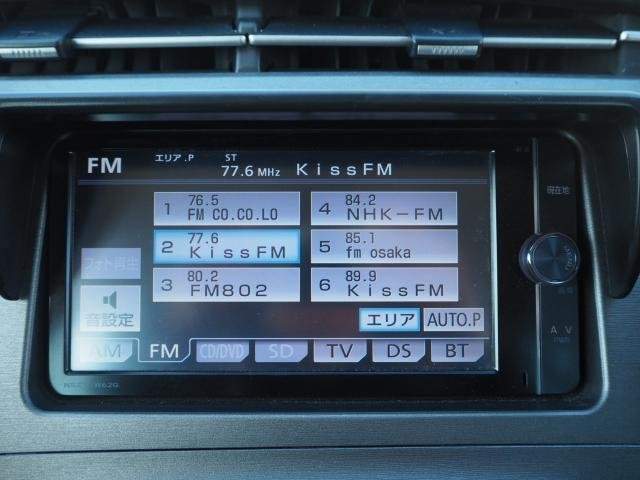 FM エリア.P ST 77.6 MHz KissFM
現在地
1 76.5 FM CO.CO.LO
4 84.2 NHK-FM
2 77.6 KissFM
5 85.1 fm osaka
3 80.2 FM802
6 89.9 KissFM
フォト再生
音設定
エリア AUTO.P
AM FM CD/DVD SD TV DS BT
A V